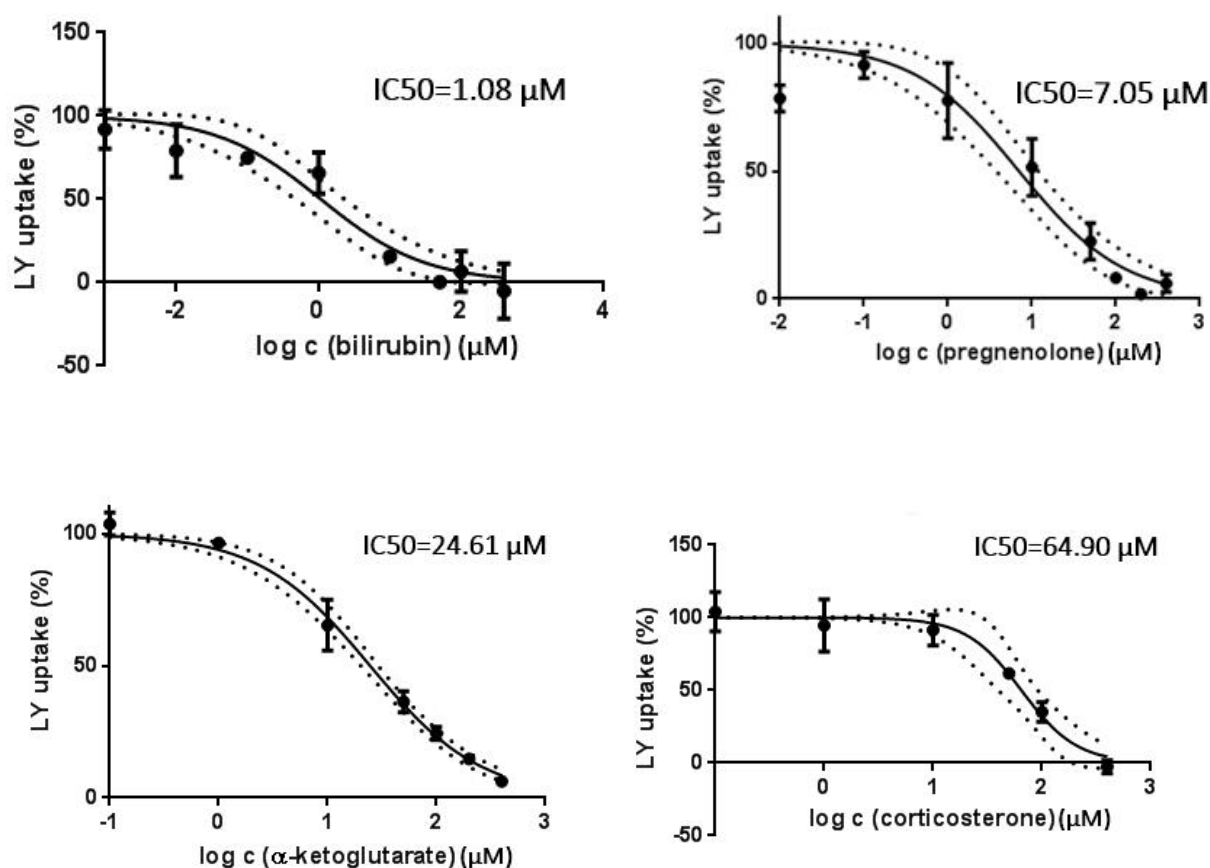 150
100
50
0
-50
LY uptake (%)
IC50=1.08 µM
-2 0 2 4
log c (bilirubin) (µM)
100
50
0
LY uptake (%)
IC50=7.05 µM
-2 -1 0 1 2 3
log c (pregnenolone) (µM)
100
50
0
LY uptake (%)
IC50=24.61 µM
-1 0 1 2 3
log c (α-ketoglutarate) (µM)
150
100
50
0
-50
LY uptake (%)
IC50=64.90 µM
0 1 2 3
log c (corticosterone) (µM)